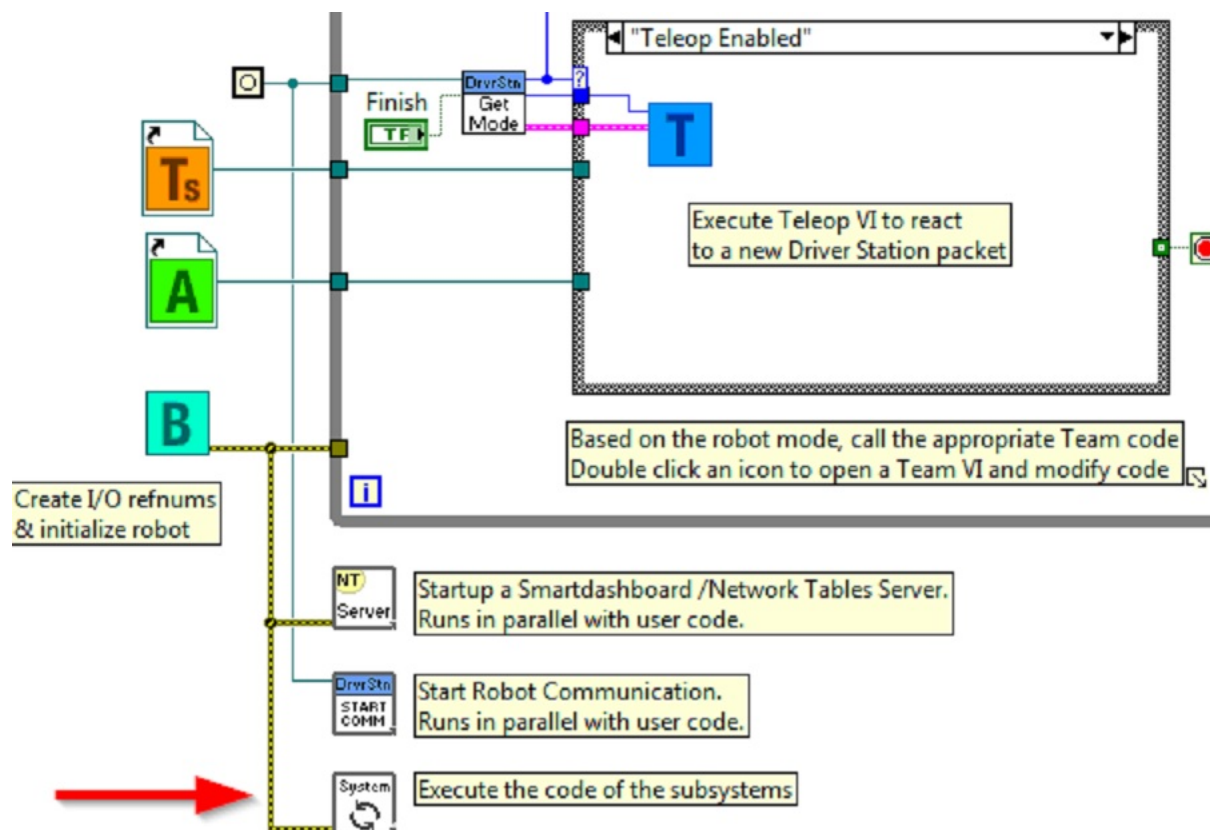 "Teleop Enabled"
?
DrvrStn
Get
Mode
Finish
TF
T
Ts
Execute Teleop VI to react
to a new Driver Station packet
A
B
Based on the robot mode, call the appropriate Team code
Double click an icon to open a Team VI and modify code
i
Create I/O refnums
& initialize robot
NT
Server
Startup a Smartdashboard /Network Tables Server.
Runs in parallel with user code.
DrvrStn
START
COMM
Start Robot Communication.
Runs in parallel with user code.
System
Execute the code of the subsystems